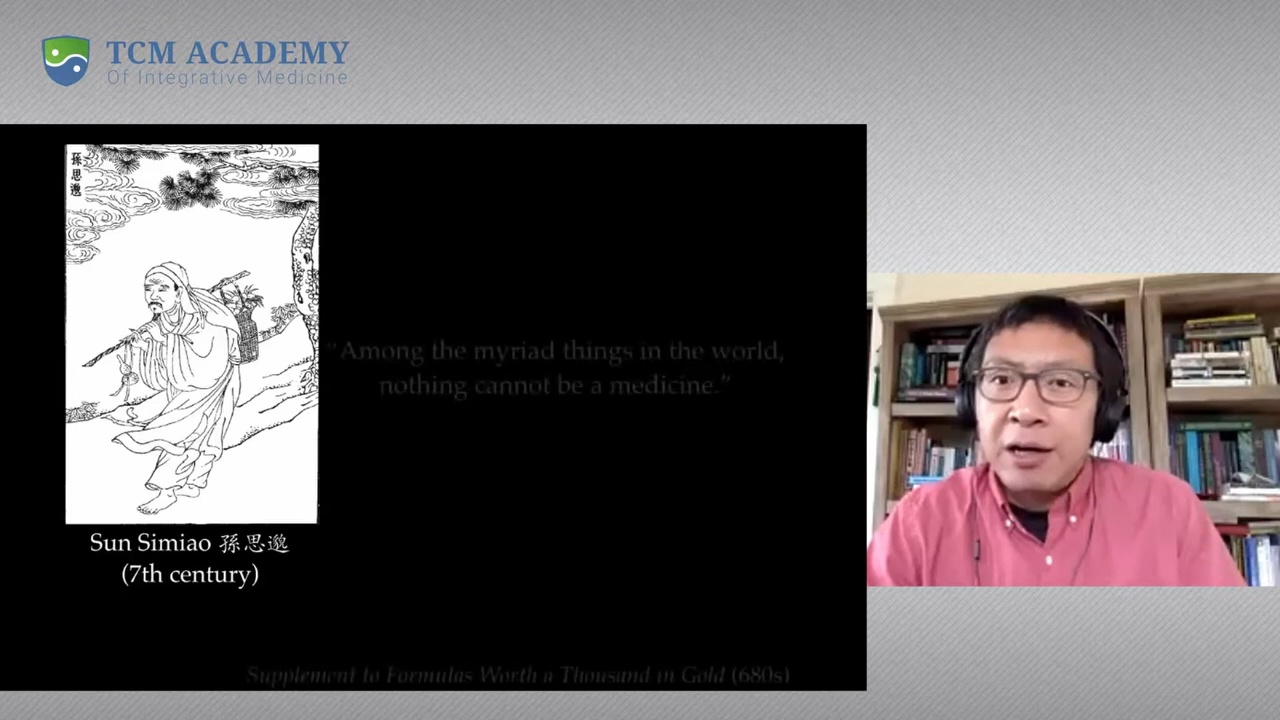 TCM ACADEMY
Of Integrative Medicine
孫思邈
"Among the myriad things in the world,
nothing cannot be a medicine."
Sun Simiao 孫思邈
(7th century)
Supplement to Formulas Worth a Thousand in Gold (680s)